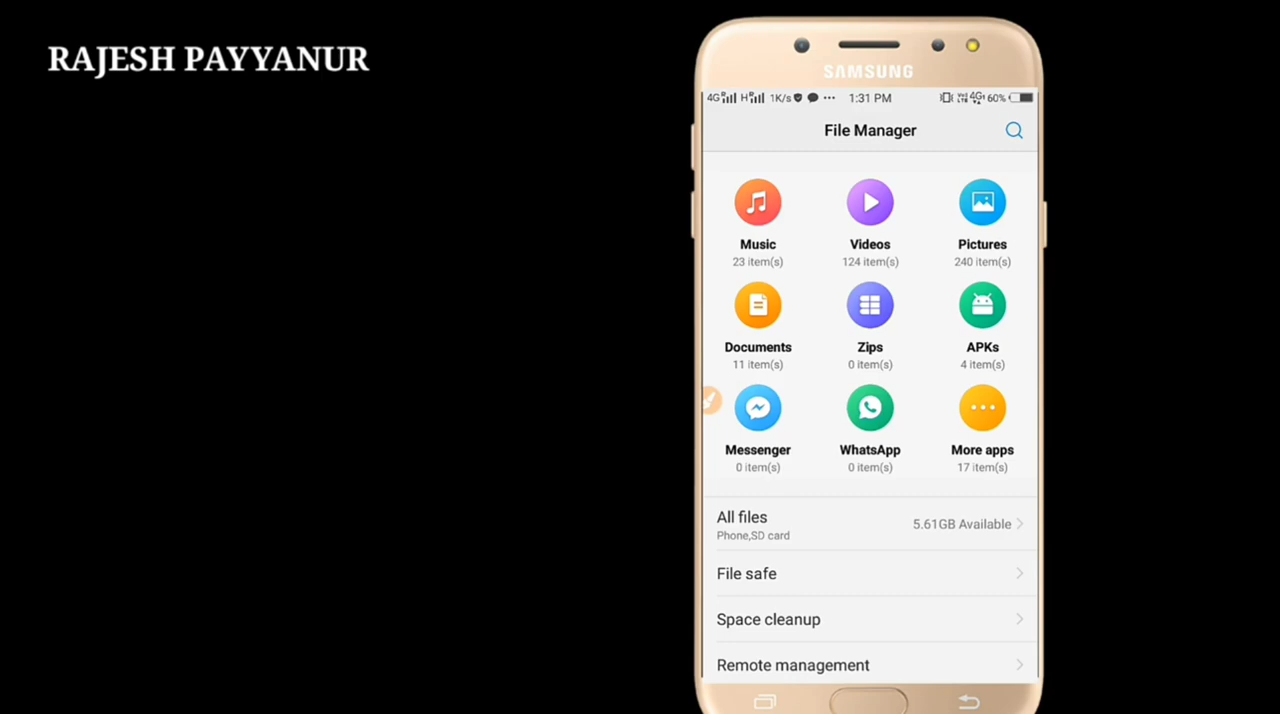 RAJESH PAYYANUR
SAMSUNG
4G R H R 1K/s ••• 1:31 PM 4G 60%
File Manager
Music Videos Pictures
23 item(s) 124 item(s) 240 item(s)
Documents Zips APKs
11 item(s) 0 item(s) 4 item(s)
Messenger WhatsApp More apps
0 item(s) 0 item(s) 17 item(s)
All files 5.61GB Available
Phone,SD card
File safe
Space cleanup
Remote management